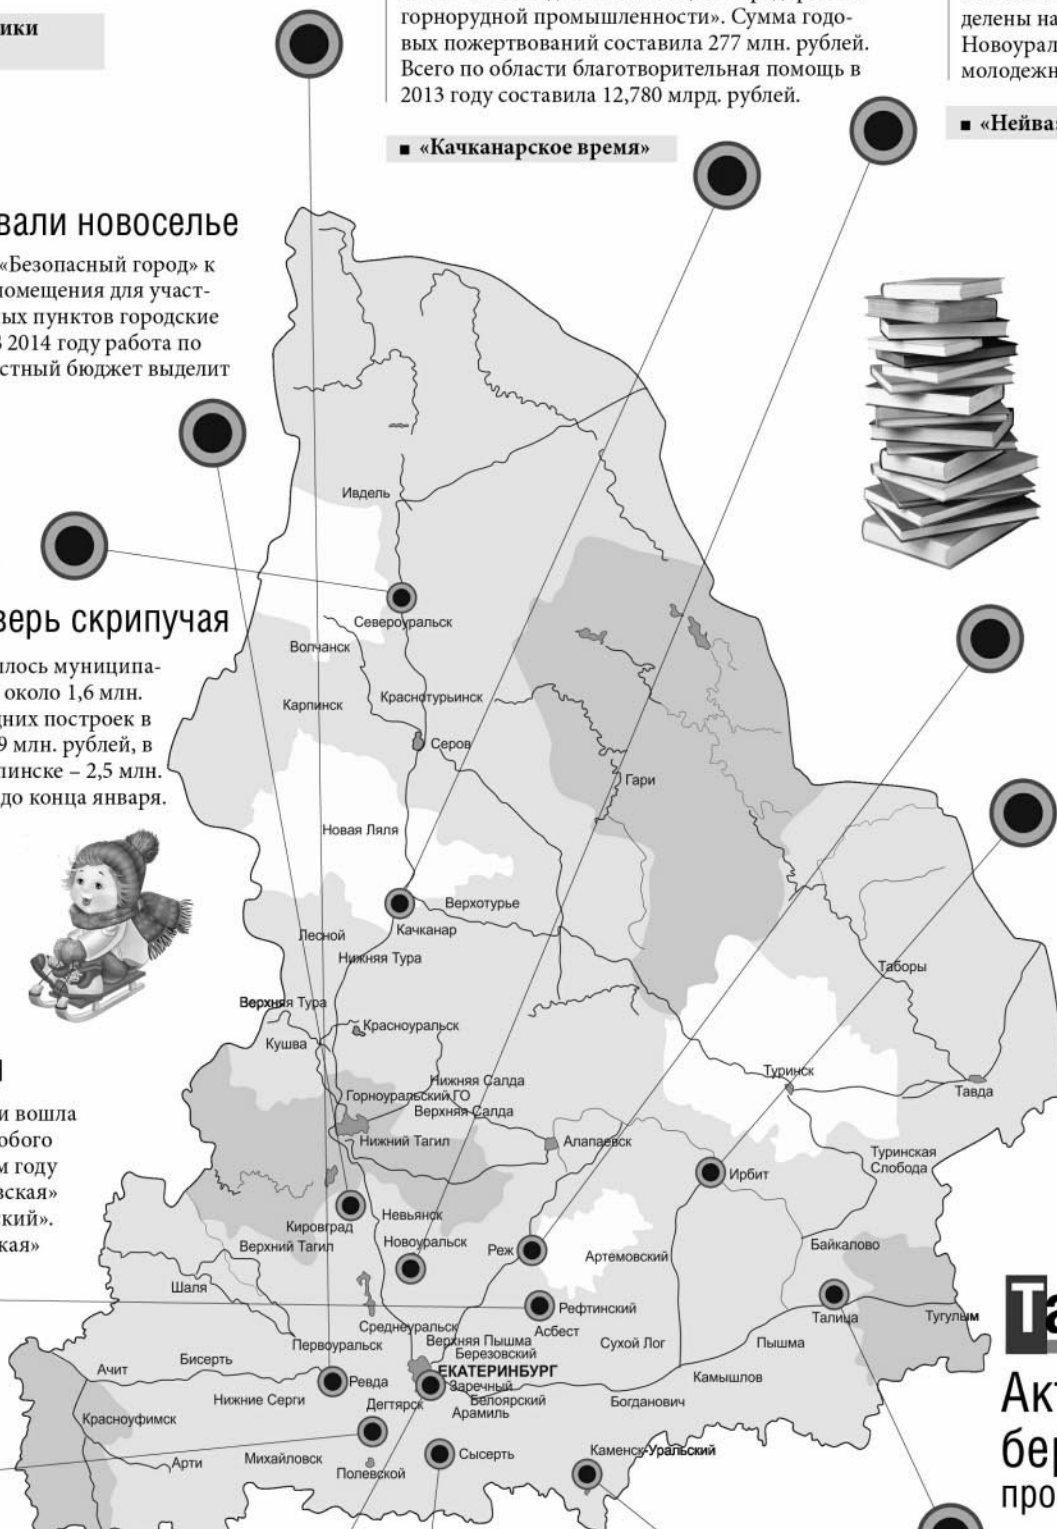 ики
горнорудной промышленности». Сумма годо-
вых пожертвований составила 277 млн. рублей.
Всего по области благотворительная помощь в
2013 году составила 12,780 млрд. рублей.
■ «Качканарское время»
делены на
Новоурал
молодежн
■ «Нейва
вали новоселье
«Безопасный город» к
помещения для участ-
ых пунктов городские
В 2014 году работа по
стный бюджет выделит
верь скрипучая
илось муниципа-
около 1,6 млн.
дних построек в
9 млн. рублей, в
пинске – 2,5 млн.
до конца января.
и вошла
обого
м году
вская»
ский».
кая»
Ивдель
Североуральск
Волчанск
Краснотурьинск
Карпинск
Серов
Гари
Новая Ляля
Верхотурье
Качканар
Лесной
Нижняя Тура
Таборы
Верхняя Тура
Красноуральск
Кушва
Туринск
Нижняя Салда
Тавда
Горноуральский ГО
Верхняя Салда
Нижний Тагил
Алапаевск
Туринская
Слобода
Ирбит
Невьянск
Кировград
Новоуральск
Верхний Тагил
Реж
Артемовский
Байкалово
Шаля
Рефтинский
Талица
Тугулым
Среднеуральск
Асбест
Верхняя Пышма
Первоуральск
Березовский
Сухой Лог
Пышма
Бисерть
Ачит
ЕКАТЕРИНБУРГ
Ревда
Заречный
Камышлов
Нижние Серги
Дегтярск
Белоярский
Богданович
Арамиль
Красноуфимск
Михайловск
Сысерть
Каменск-Уральский
Арти
Полевской
Та
Акт
бер
про